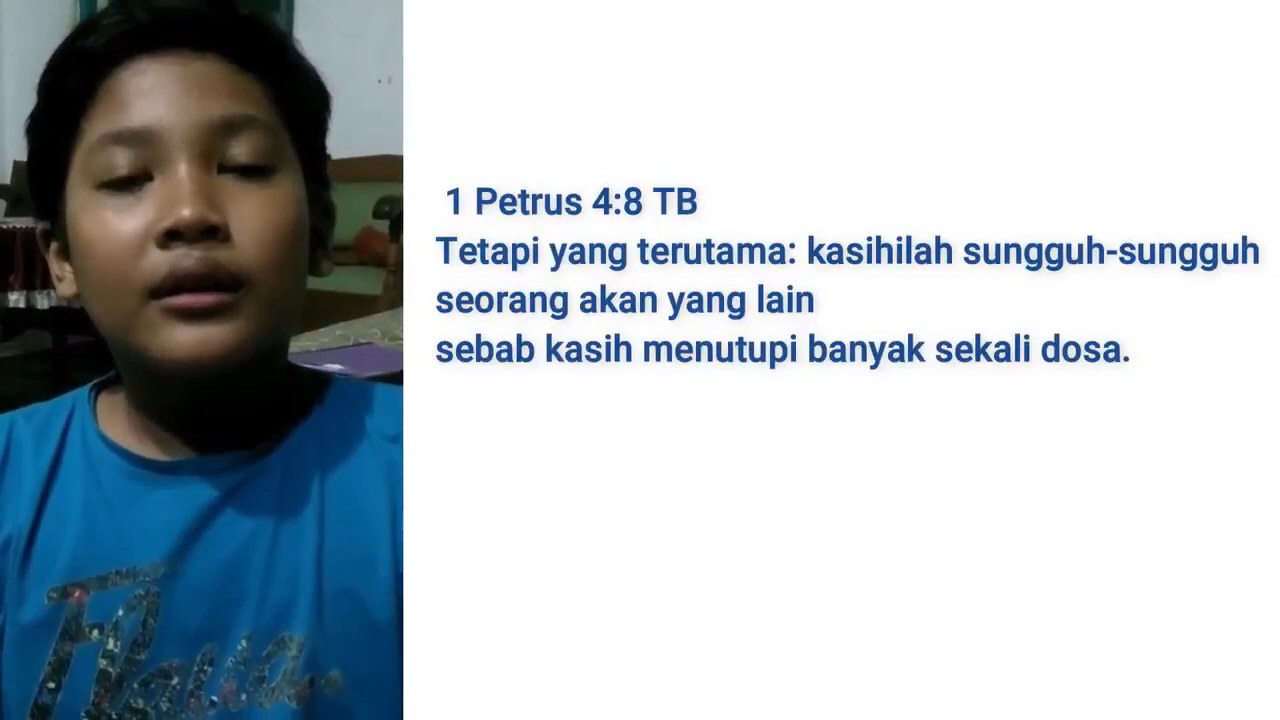 1 Petrus 4:8 TB
Tetapi yang terutama: kasihilah sungguh-sungguh
seorang akan yang lain
sebab kasih menutupi banyak sekali dosa.